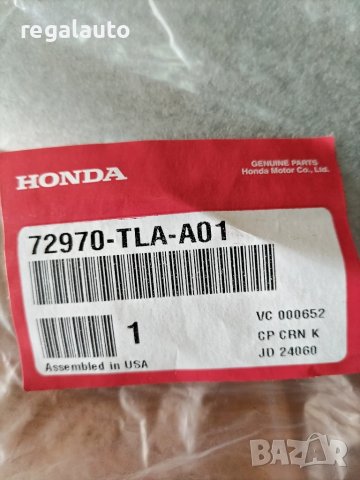 regalauto
HONDA
GENUINE PARTS
Honda Motor Co., Ltd.
72970-TLA-A01
1
VC 000652
CP CRN K
JD 24060
Assembled in USA
BAZAR